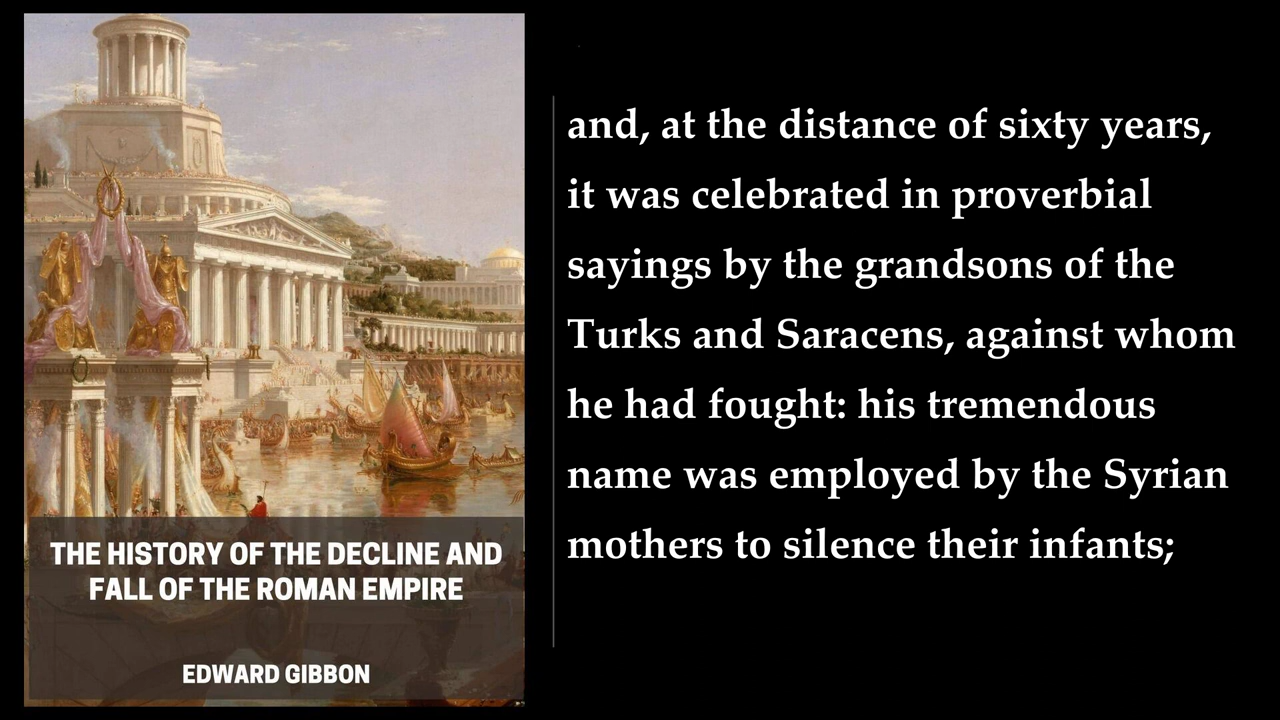 THE HISTORY OF THE DECLINE AND
FALL OF THE ROMAN EMPIRE
EDWARD GIBBON
and, at the distance of sixty years,
it was celebrated in proverbial
sayings by the grandsons of the
Turks and Saracens, against whom
he had fought: his tremendous
name was employed by the Syrian
mothers to silence their infants;